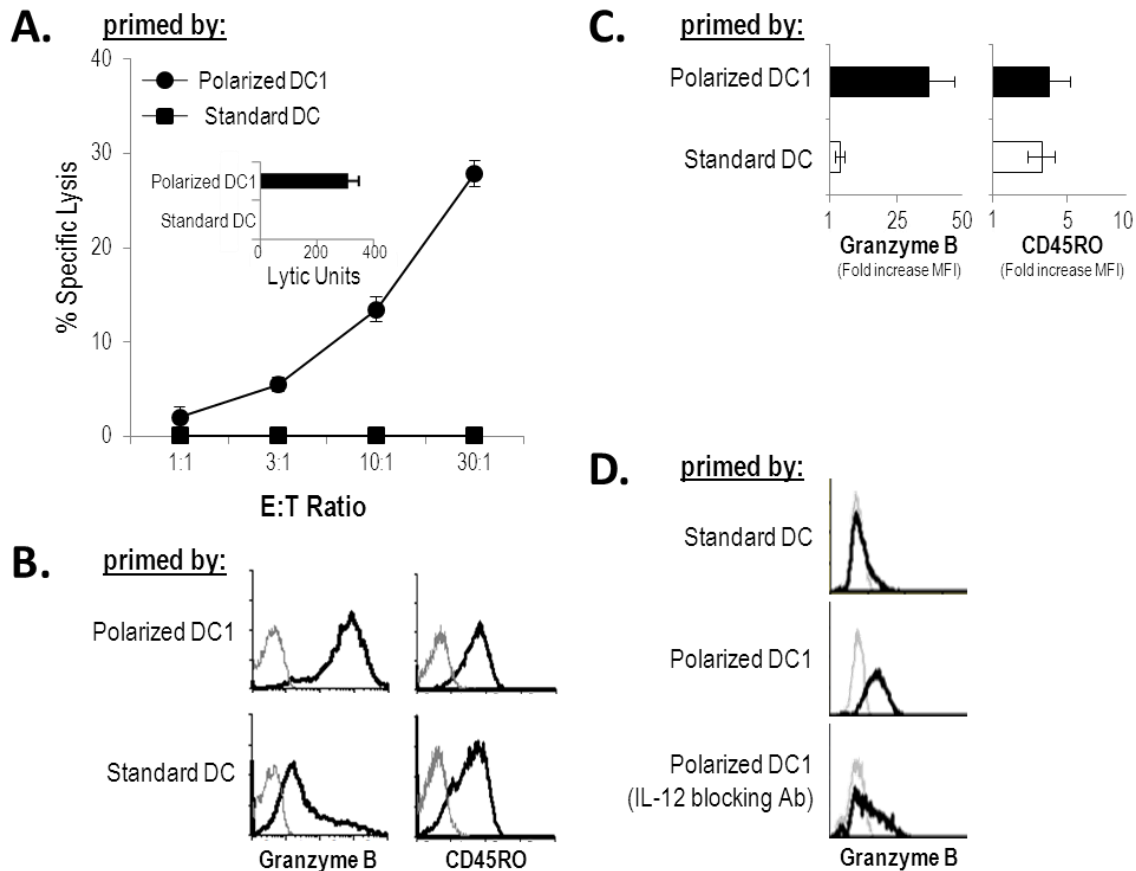 A.
primed by:
40
30
20
10
0
% Specific Lysis
Polarized DC1
Standard DC
Polarized DC1
Standard DC
0
200
400
Lytic Units
1:1
3:1
10:1
30:1
E:T Ratio
B.
primed by:
Polarized DC1
Standard DC
Granzyme B
CD45RO
C.
primed by:
Polarized DC1
Standard DC
1
25
50
Granzyme B
(Fold increase MFI)
1
5
10
CD45RO
(Fold increase MFI)
D.
primed by:
Standard DC
Polarized DC1
Polarized DC1
(IL-12 blocking Ab)
Granzyme B